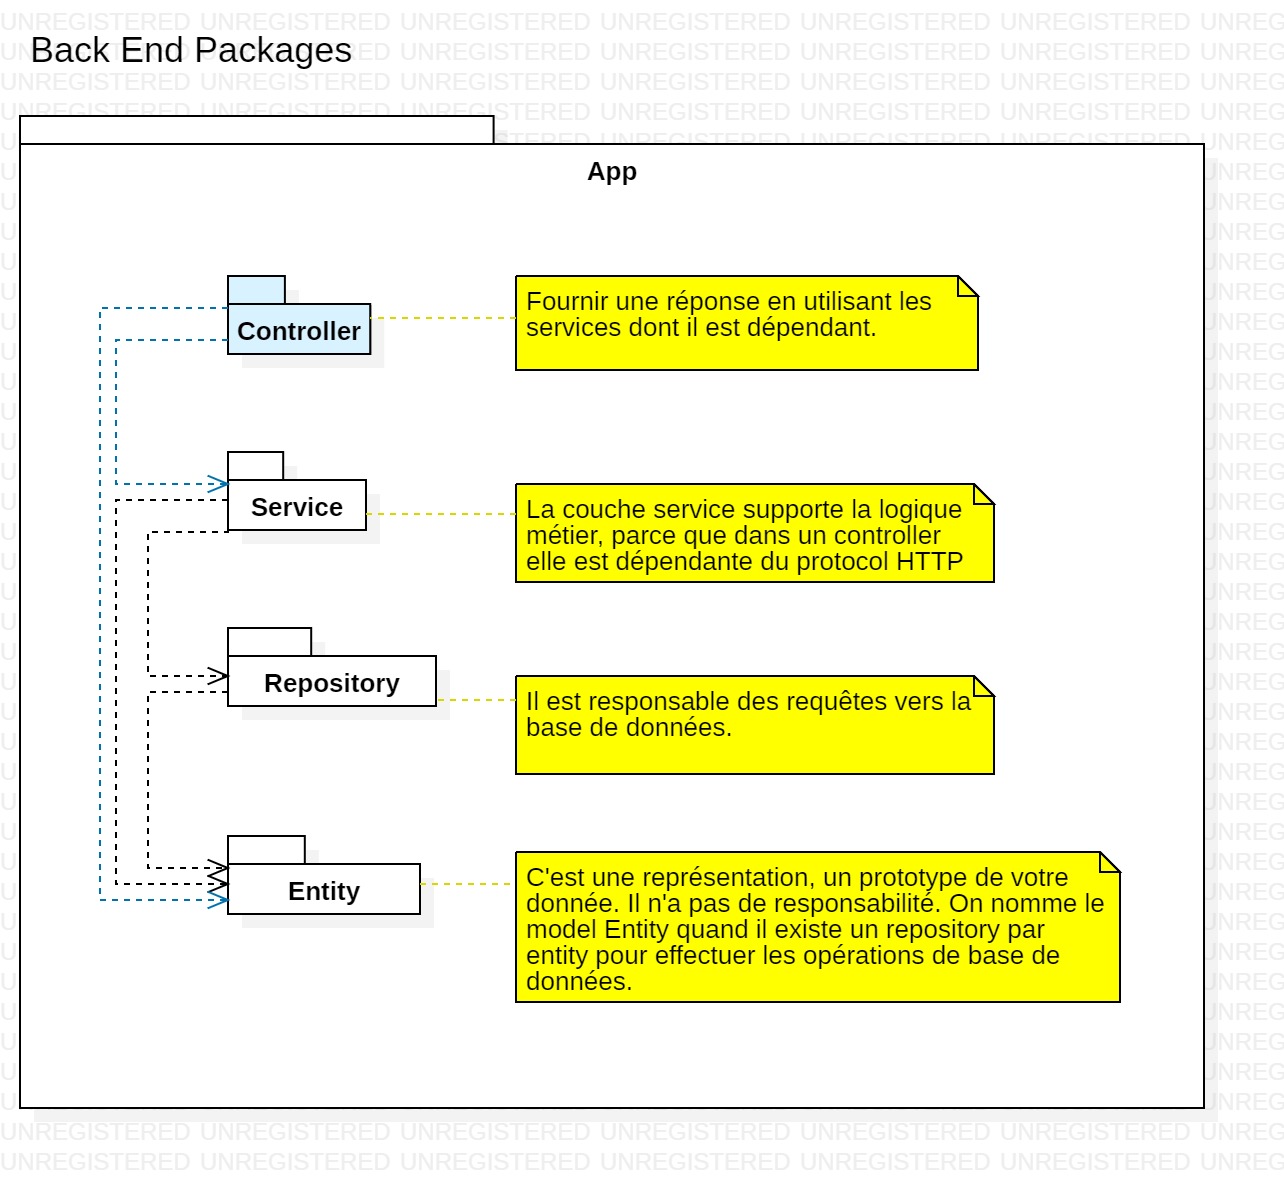 Back End Packages
App
Controller
Fournir une réponse en utilisant les
services dont il est dépendant.
Service
La couche service supporte la logique
métier, parce que dans un controller
elle est dépendante du protocol HTTP
Repository
Il est responsable des requêtes vers la
base de données.
Entity
C'est une représentation, un prototype de votre
donnée. Il n'a pas de responsabilité. On nomme le
model Entity quand il existe un repository par
entity pour effectuer les opérations de base de
données.
UNREGISTERED UNREGISTERED UNREGISTERED UNREGISTERED UNREGISTERED UNREGISTERED